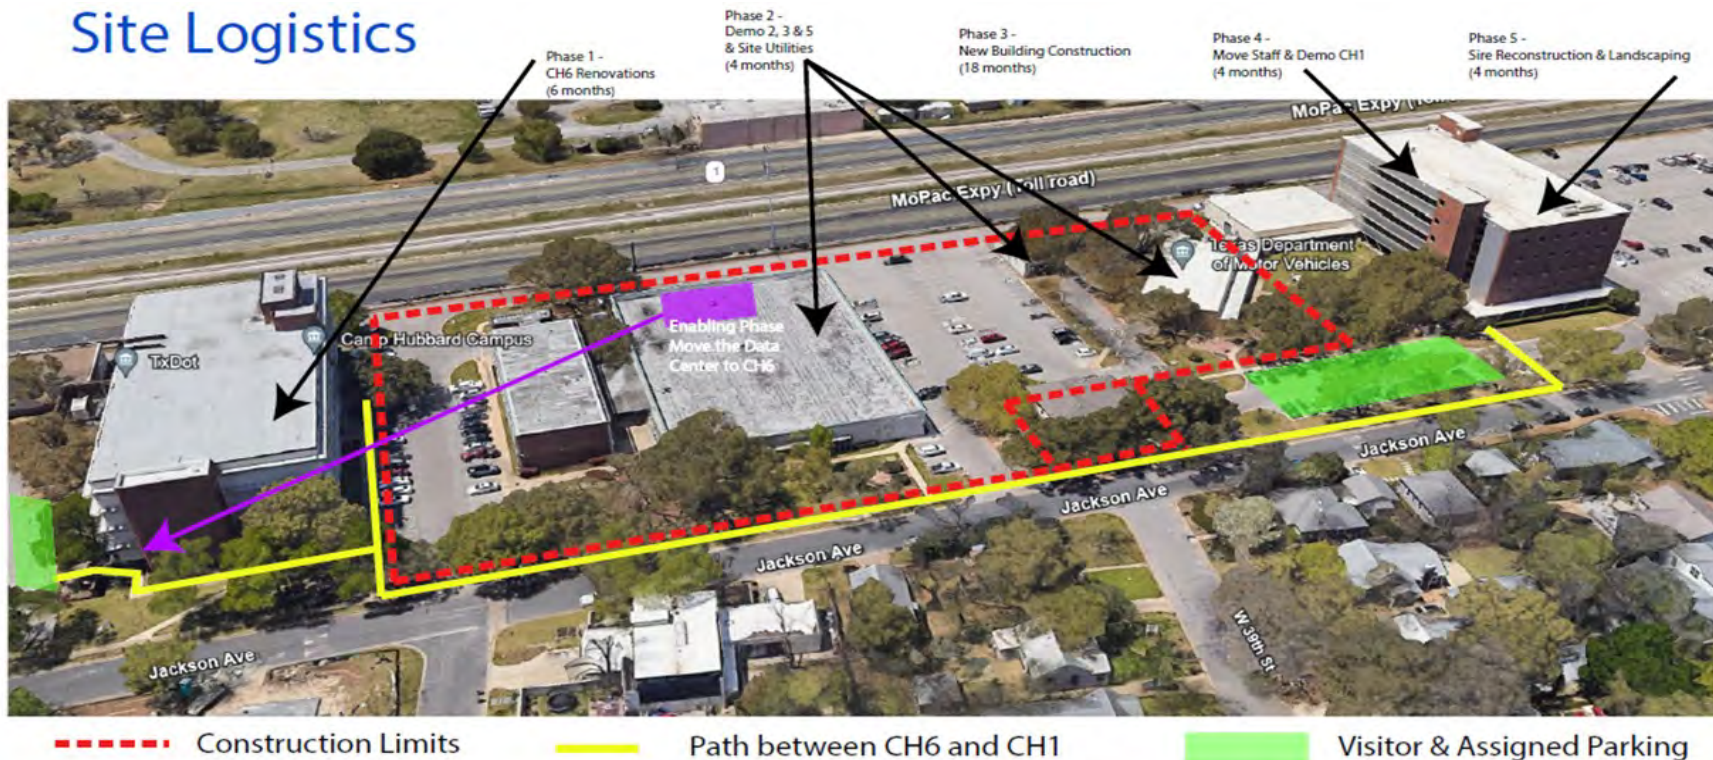 Site Logistics
Phase 1 -
CH6 Renovations
(6 months)
Phase 2 -
Demo 2, 3 & 5
& Site Utilities
(4 months)
Phase 3 -
New Building Construction
(18 months)
Phase 4 -
Move Staff & Demo CH1
(4 months)
Phase 5 -
Sire Reconstruction & Landscaping
(4 months)
MoPac Expy (Toll
1
MoPac Expy (Toll road)
Texas Department
of Motor Vehicles
Enabling Phase
Move the Data
Center to CH6
Camp Hubbard Campus
TxDot
Jackson Ave
Jackson Ave
Jackson Ave
Jackson Ave
W 39th St
Construction Limits
Path between CH6 and CH1
Visitor & Assigned Parking